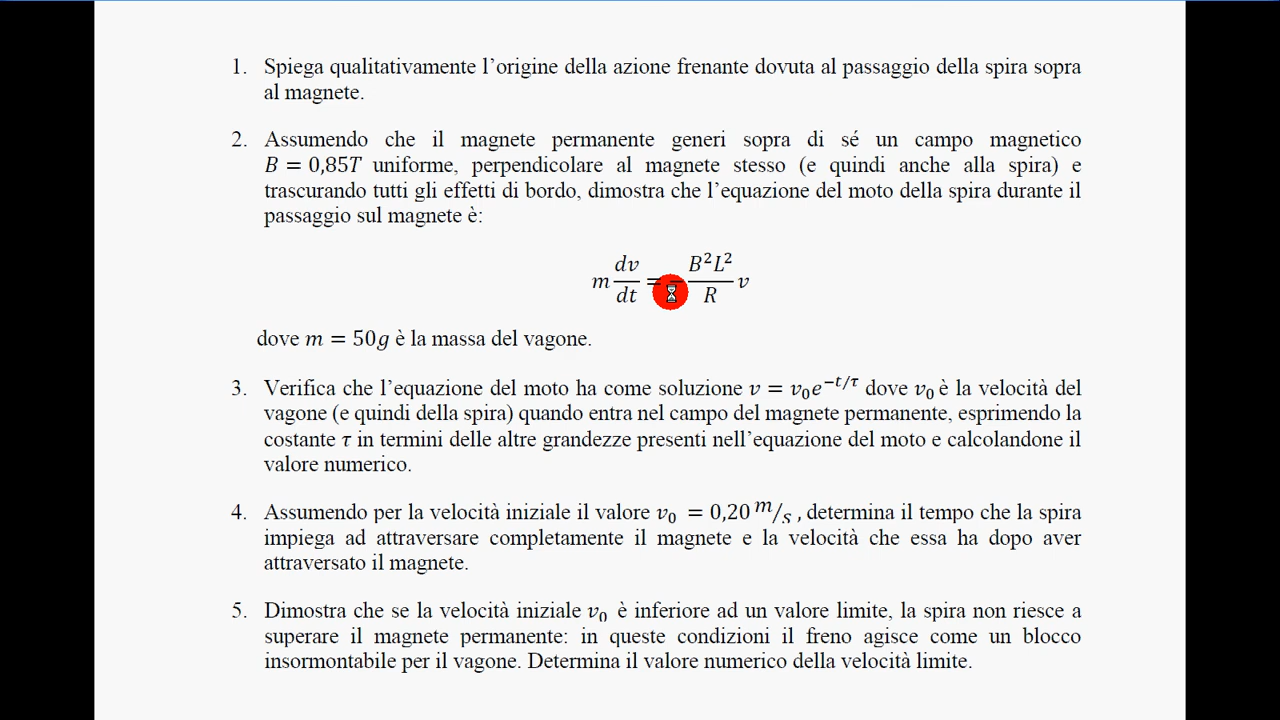 1. Spiega qualitativamente l’origine della azione frenante dovuta al passaggio della spira sopra
al magnete.
2. Assumendo che il magnete permanente generi sopra di sé un campo magnetico
B = 0,85T uniforme, perpendicolare al magnete stesso (e quindi anche alla spira) e
trascurando tutti gli effetti di bordo, dimostra che l’equazione del moto della spira durante il
passaggio sul magnete è:
m dv/dt = − B²L²/R v
dove m = 50g è la massa del vagone.
3. Verifica che l’equazione del moto ha come soluzione v = v₀e^(−t/τ) dove v₀ è la velocità del
vagone (e quindi della spira) quando entra nel campo del magnete permanente, esprimendo la
costante τ in termini delle altre grandezze presenti nell’equazione del moto e calcolandone il
valore numerico.
4. Assumendo per la velocità iniziale il valore v₀ = 0,20 m/s , determina il tempo che la spira
impiega ad attraversare completamente il magnete e la velocità che essa ha dopo aver
attraversato il magnete.
5. Dimostra che se la velocità iniziale v₀ è inferiore ad un valore limite, la spira non riesce a
superare il magnete permanente: in queste condizioni il freno agisce come un blocco
insormontabile per il vagone. Determina il valore numerico della velocità limite.